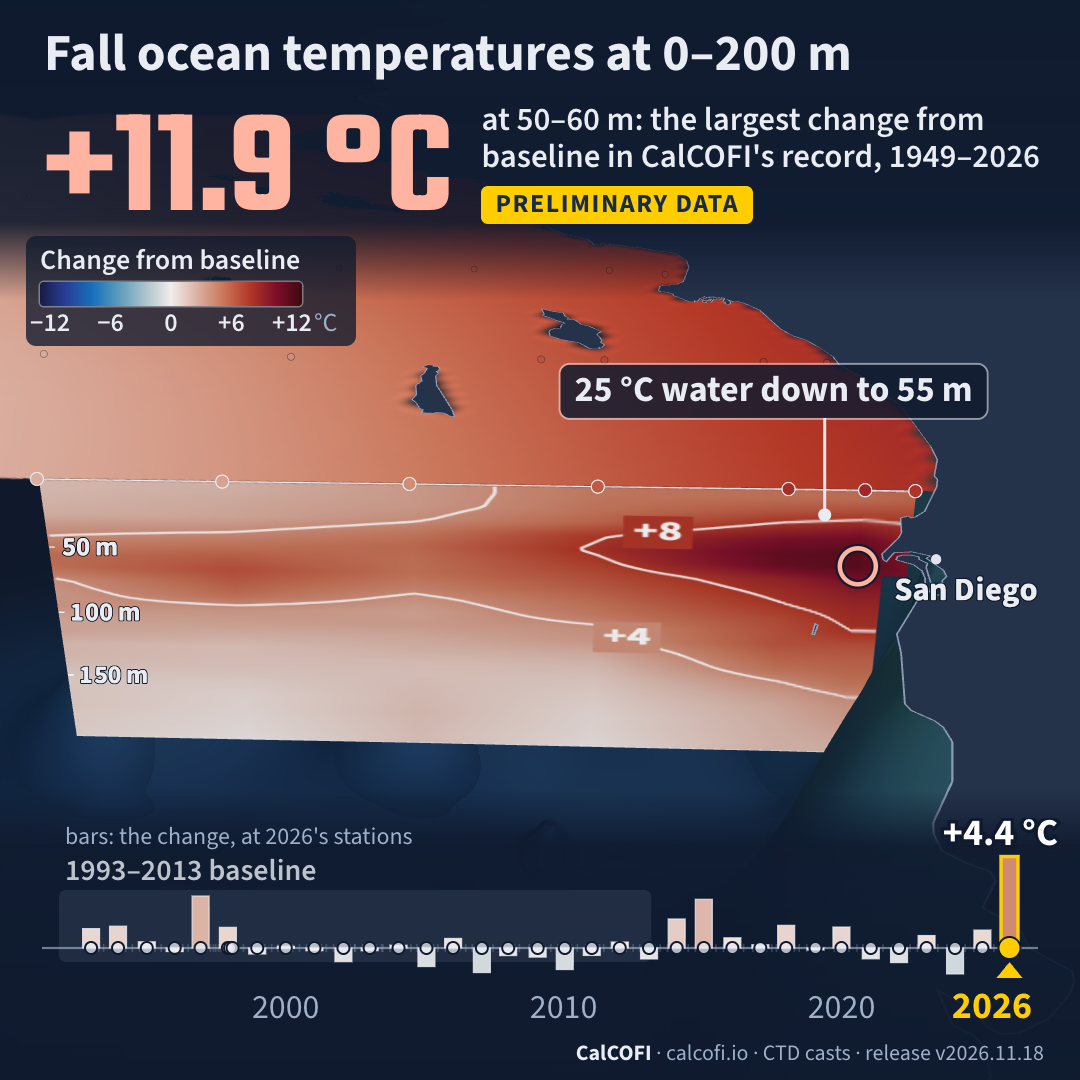 Fall ocean temperatures at 0–200 m
+11.9 °C
at 50–60 m: the largest change from
baseline in CalCOFI's record, 1949–2026
PRELIMINARY DATA
Change from baseline
−12 −6 0 +6 +12 °C
25 °C water down to 55 m
+8
50 m
San Diego
100 m
+4
150 m
bars: the change, at 2026's stations
+4.4 °C
1993–2013 baseline
2000 2010 2020 2026
CalCOFI · calcofi.io · CTD casts · release v2026.11.18